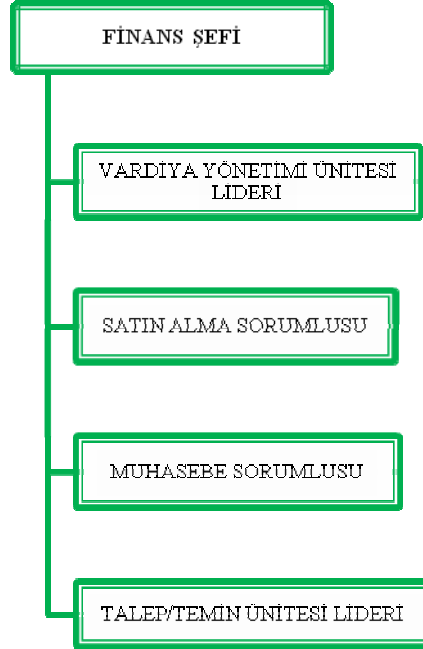 FİNANS ŞEFİ
VARDİYA YÖNETİMİ ÜNİTESİ
LİDERİ
SATIN ALMA SORUMLUSU
MUHASEBE SORUMLUSU
TALEP/TEMİN ÜNİTESİ LİDERİ